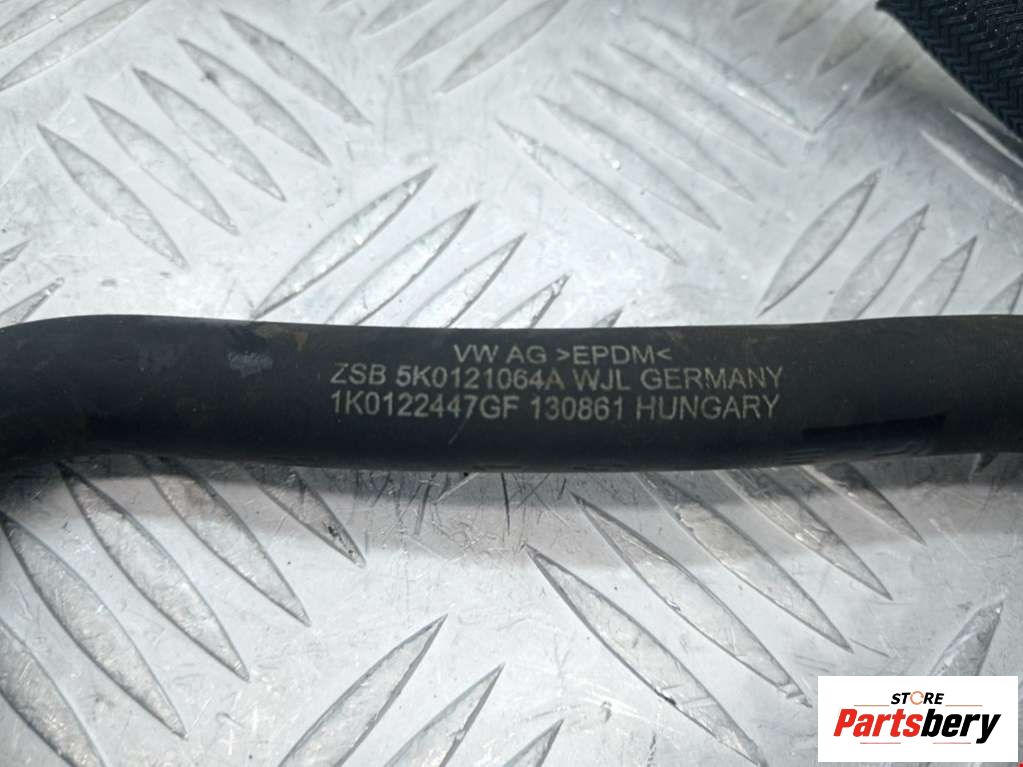 VW AG >EPDM<
ZSB 5K0121064A WJL GERMANY
1K0122447GF 130861 HUNGARY
STORE
Partsbery